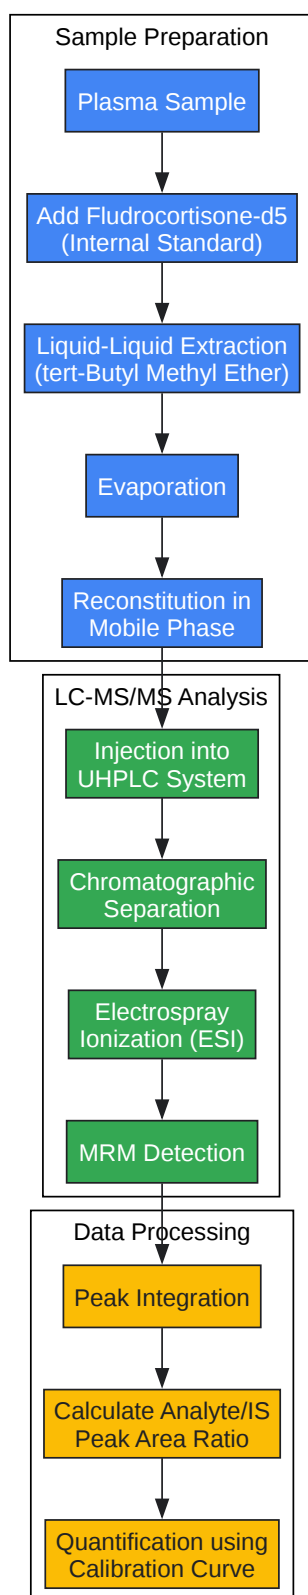 Sample Preparation
Plasma Sample
Add Fludrocortisone-d5
(Internal Standard)
Liquid-Liquid Extraction
(tert-Butyl Methyl Ether)
Evaporation
Reconstitution in
Mobile Phase
LC-MS/MS Analysis
Injection into
UHPLC System
Chromatographic
Separation
Electrospray
Ionization (ESI)
MRM Detection
Data Processing
Peak Integration
Calculate Analyte/IS
Peak Area Ratio
Quantification using
Calibration Curve